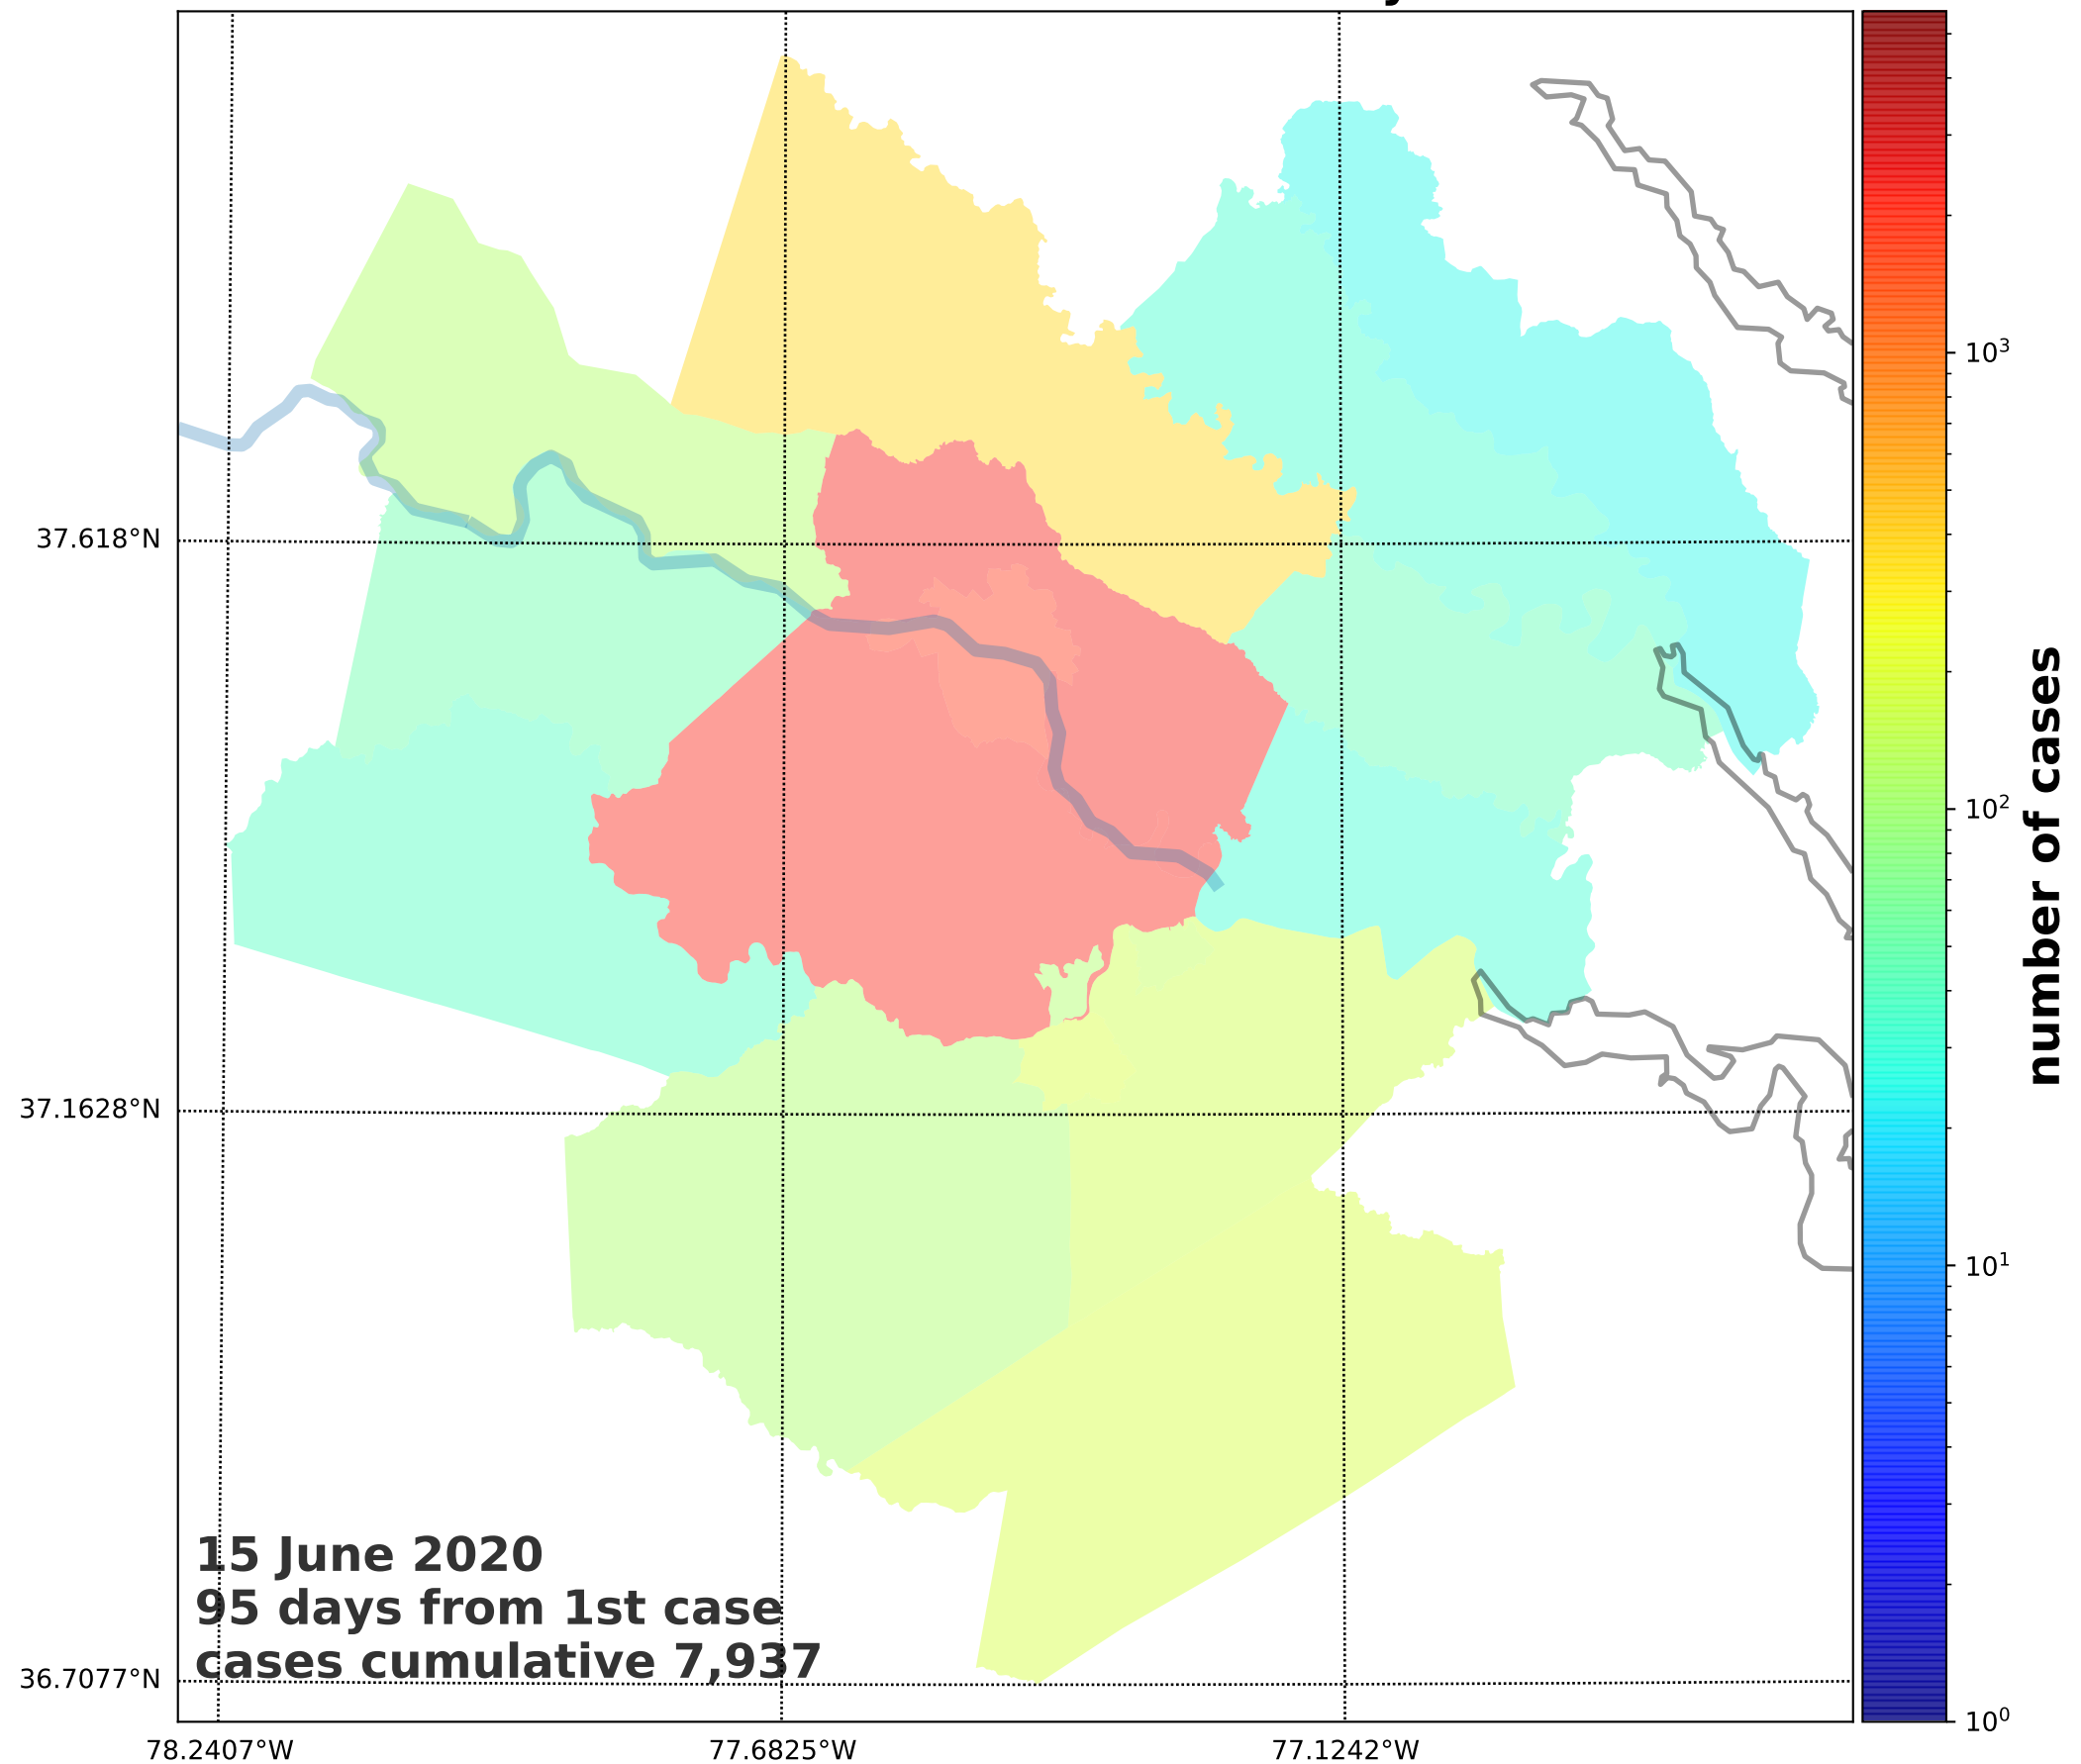 10³
37.618°N
10²
number of cases
37.1628°N
10¹
15 June 2020
95 days from 1st case
cases cumulative 7,937
36.7077°N
10⁰
78.2407°W 77.6825°W 77.1242°W